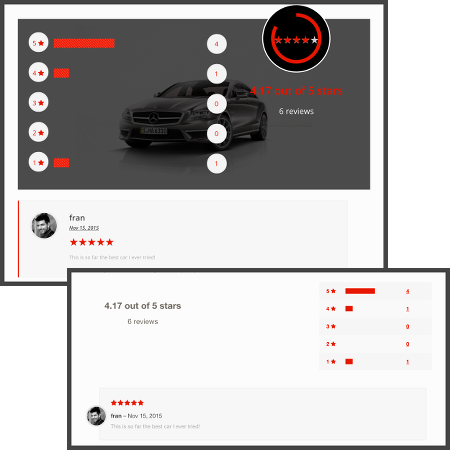 5 ★ 4
4 ★ 1
3 ★ 0
2 ★ 0
1 ★ 1
4.17 out of 5 stars
6 reviews
fran
Nov 15, 2015
This is so far the best car I ever tried!
4.17 out of 5 stars
6 reviews
5 ★ 4
4 ★ 1
3 ★ 0
2 ★ 0
1 ★ 1
fran – Nov 15, 2015
This is so far the best car I ever tried!